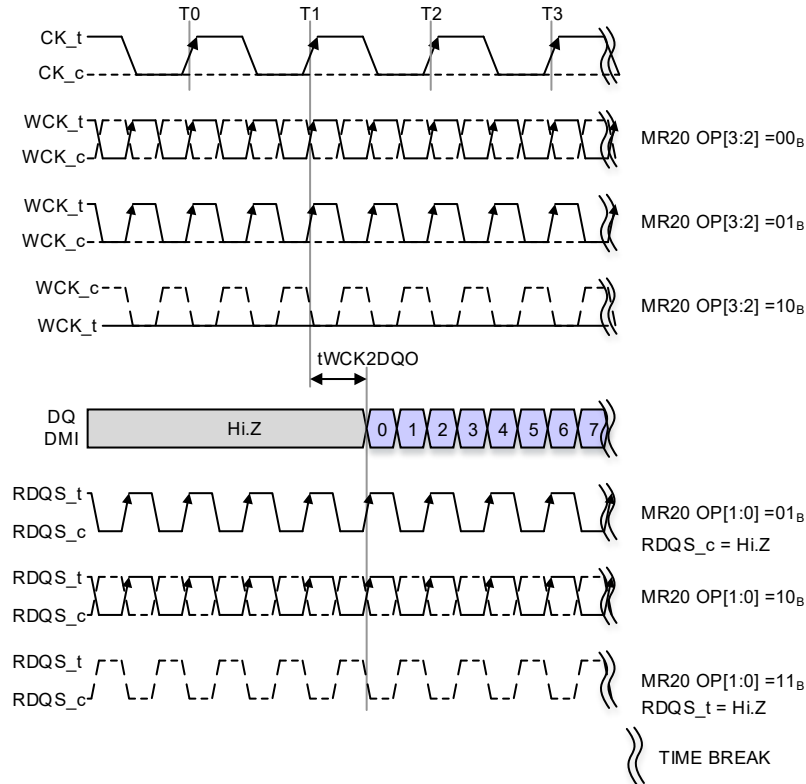 T0 T1 T2 T3
CK_t
CK_c
WCK_t
WCK_c
MR20 OP[3:2] =00B
WCK_t
WCK_c
MR20 OP[3:2] =01B
WCK_c
WCK_t
MR20 OP[3:2] =10B
tWCK2DQO
DQ
DMI
Hi.Z 0 1 2 3 4 5 6 7
RDQS_t
RDQS_c
MR20 OP[1:0] =01B
RDQS_c = Hi.Z
RDQS_t
RDQS_c
MR20 OP[1:0] =10B
RDQS_t
RDQS_c
MR20 OP[1:0] =11B
RDQS_t = Hi.Z
TIME BREAK